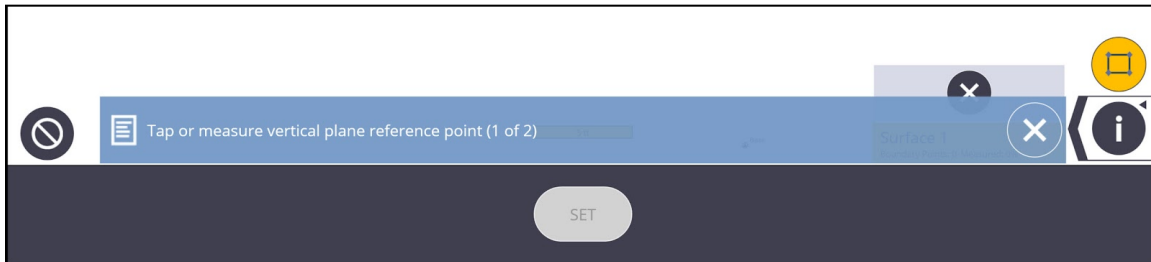 Tap or measure vertical plane reference point (1 of 2)
Surface 1
SET